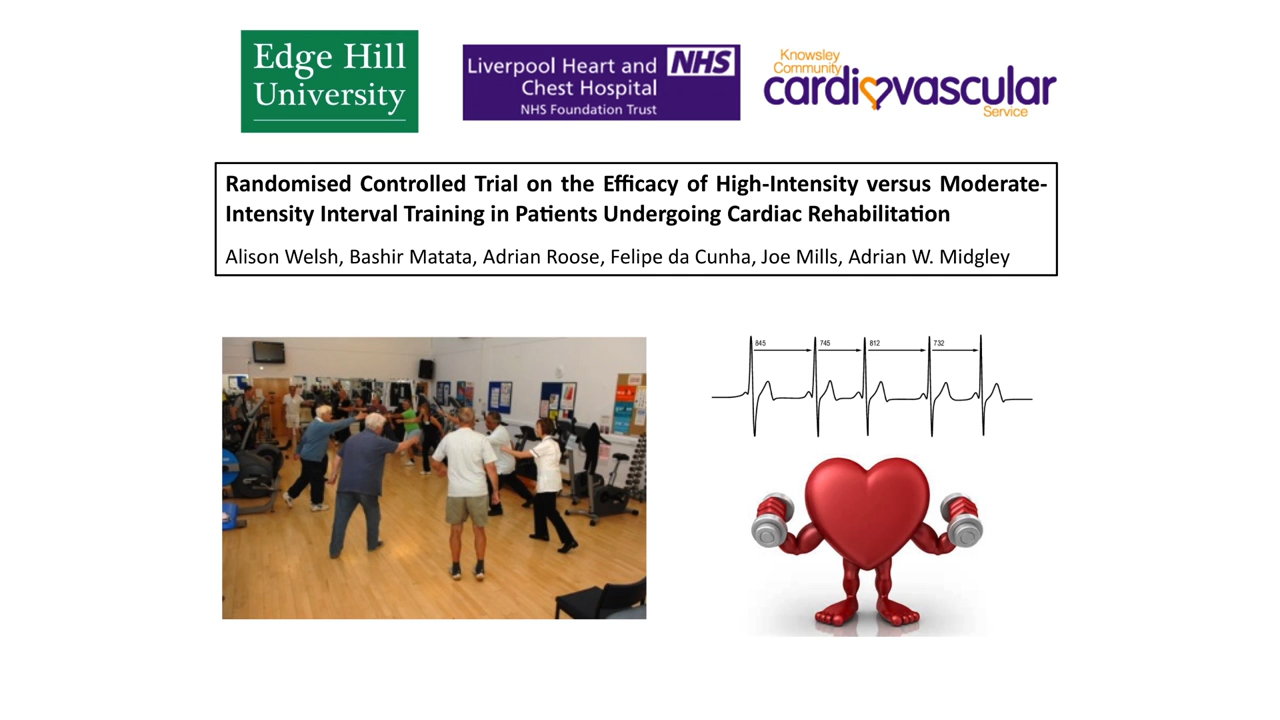 Edge Hill
University
Liverpool Heart and NHS
Chest Hospital
NHS Foundation Trust
Knowsley
Community
cardiovascular
Service
Randomised Controlled Trial on the Efficacy of High-Intensity versus Moderate-
Intensity Interval Training in Patients Undergoing Cardiac Rehabilitation
Alison Welsh, Bashir Matata, Adrian Roose, Felipe da Cunha, Joe Mills, Adrian W. Midgley
845 745 812 732